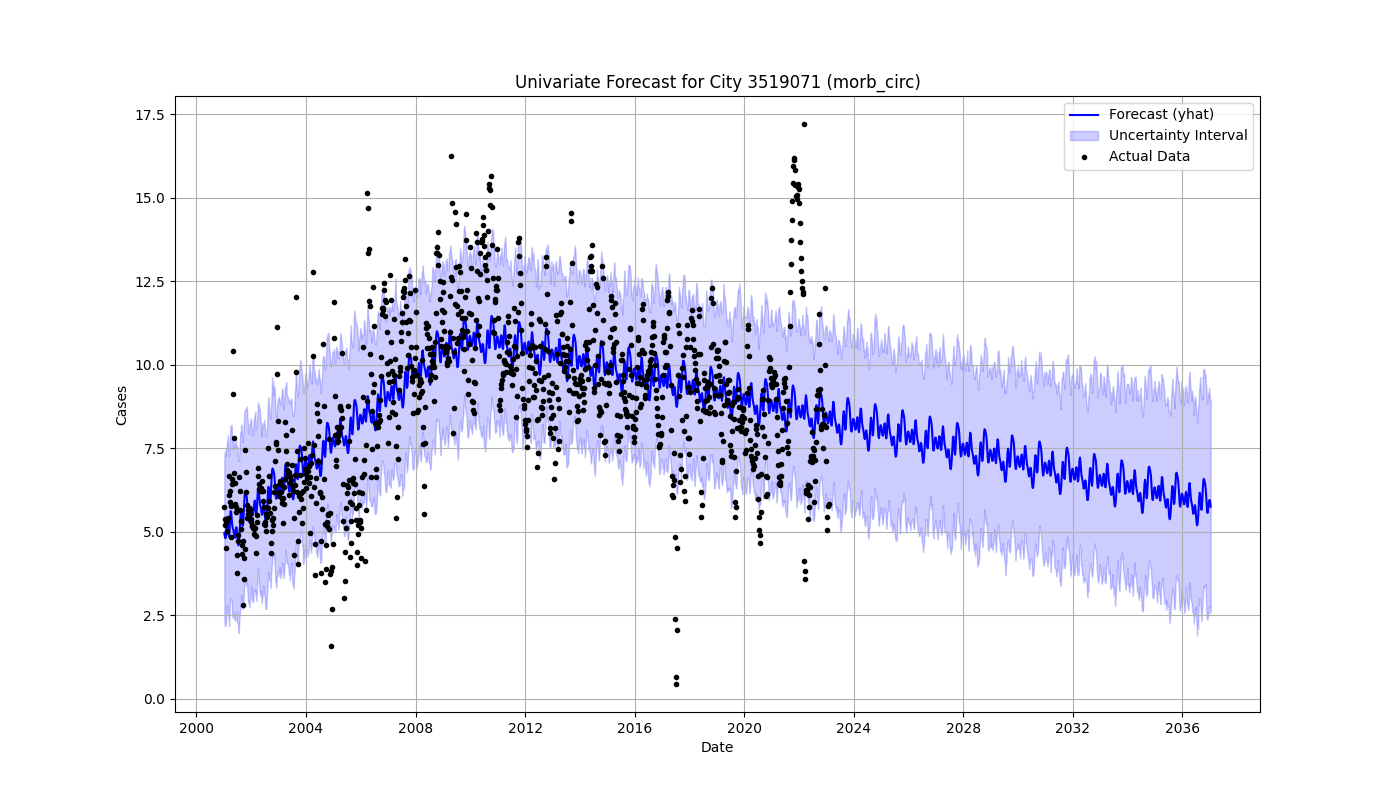 Univariate Forecast for City 3519071 (morb_circ)
Forecast (yhat)
Uncertainty Interval
Actual Data
Cases
17.5
15.0
12.5
10.0
7.5
5.0
2.5
0.0
2000 2004 2008 2012 2016 2020 2024 2028 2032 2036
Date